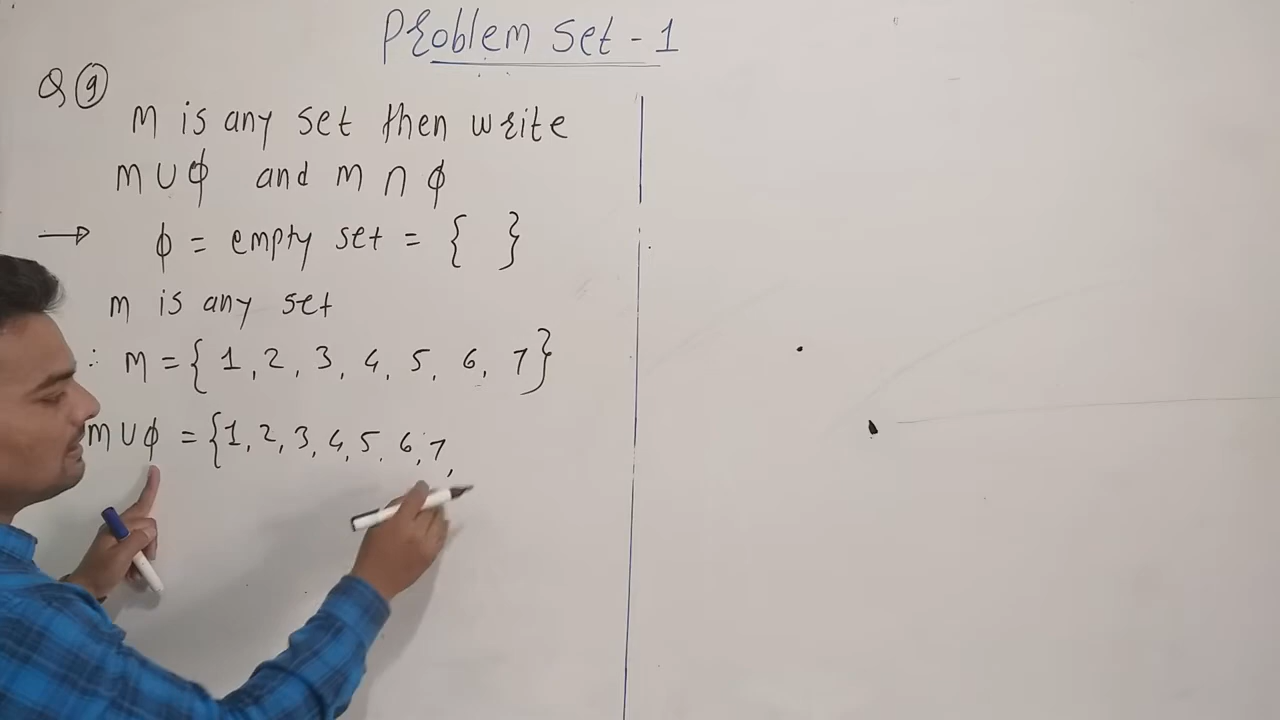 Problem Set - 1
Q 9
M is any set then write
M ∪ ϕ and M ∩ ϕ
→ ϕ = empty set = { }
M is any set
∴ M = { 1, 2, 3, 4, 5, 6, 7 }
M ∪ ϕ = { 1, 2, 3, 4, 5, 6, 7,